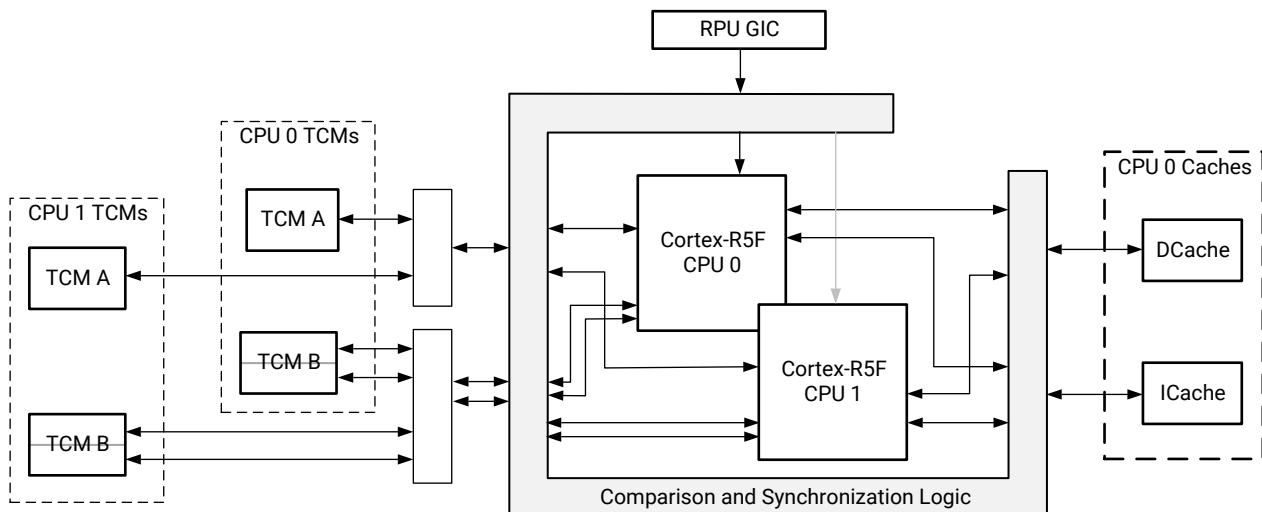 RPU GIC
CPU 0 TCMs
CPU 0 Caches
CPU 1 TCMs
TCM A
TCM A
Cortex-R5F
CPU 0
DCache
TCM B
Cortex-R5F
CPU 1
ICache
TCM B
Comparison and Synchronization Logic